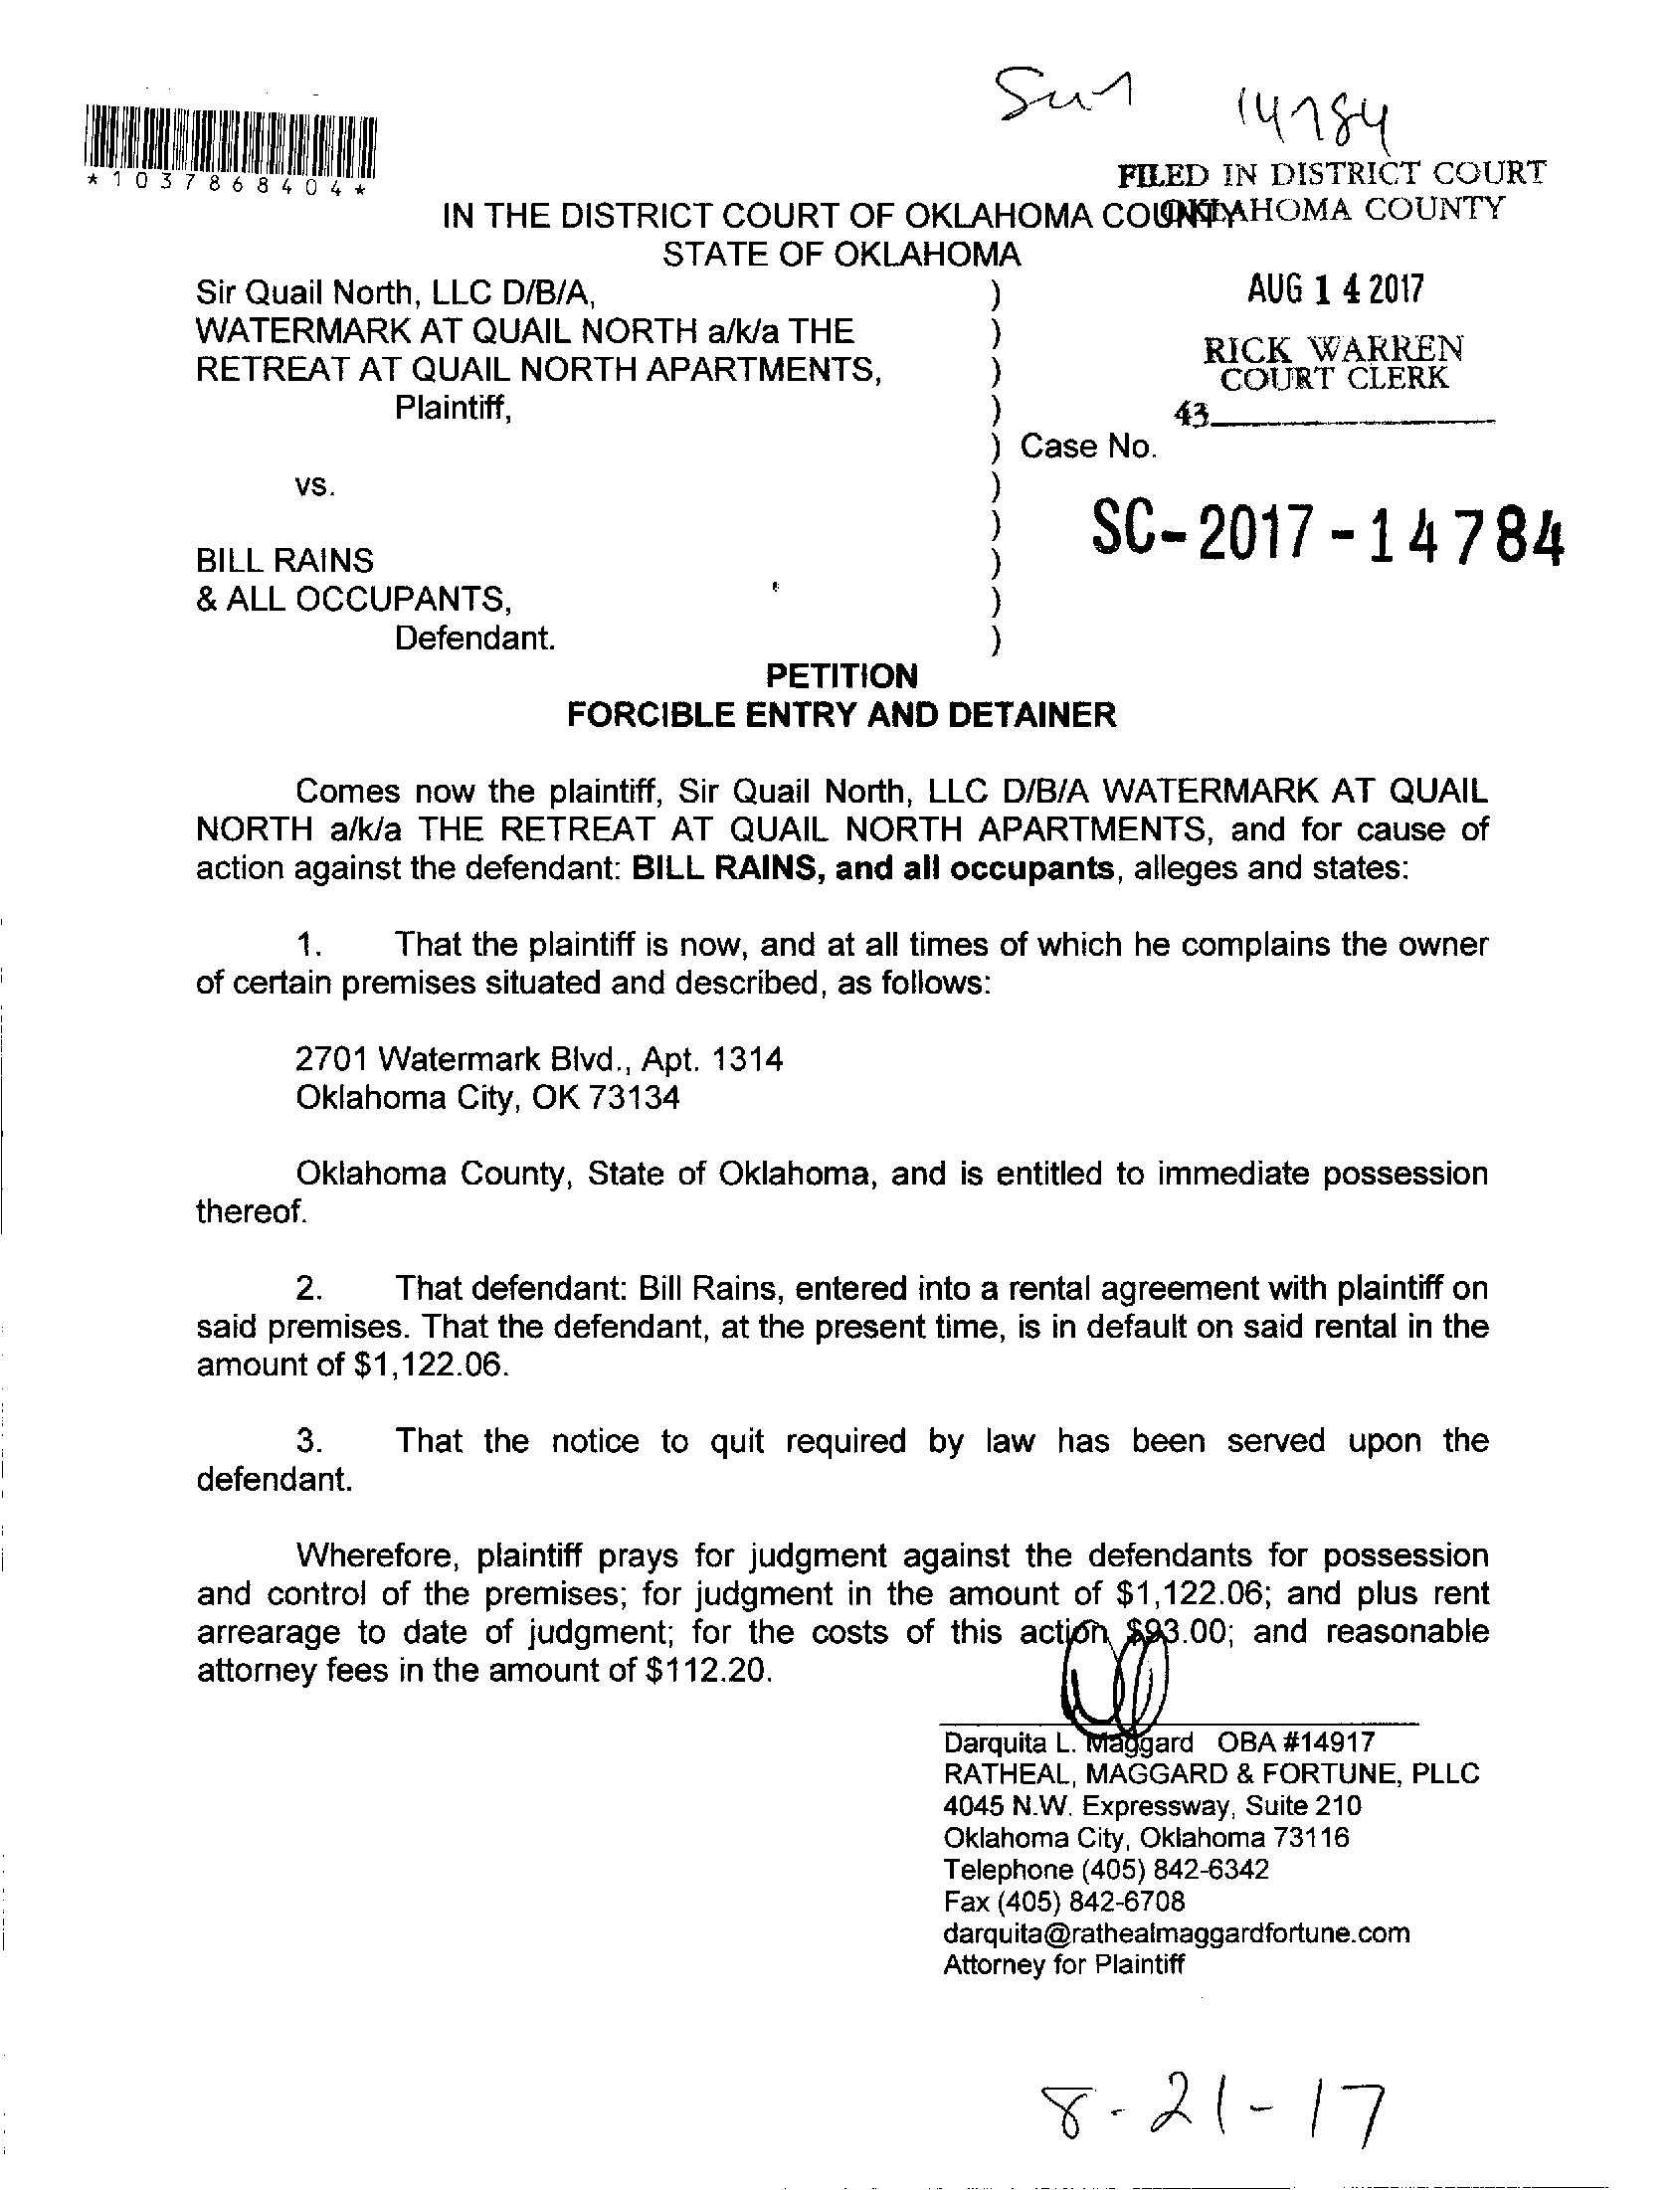 14784
FILED IN DISTRICT COURT
OKLAHOMA COUNTY
*1037868404*
IN THE DISTRICT COURT OF OKLAHOMA COUNTY
STATE OF OKLAHOMA
Sir Quail North, LLC D/B/A, )
WATERMARK AT QUAIL NORTH a/k/a THE )
RETREAT AT QUAIL NORTH APARTMENTS, )
Plaintiff, )
AUG 14 2017
RICK WARREN
COURT CLERK
43
) Case No.
vs. )
)
SC-2017-14784
BILL RAINS )
& ALL OCCUPANTS, )
Defendant. )
PETITION
FORCIBLE ENTRY AND DETAINER
Comes now the plaintiff, Sir Quail North, LLC D/B/A WATERMARK AT QUAIL
NORTH a/k/a THE RETREAT AT QUAIL NORTH APARTMENTS, and for cause of
action against the defendant: BILL RAINS, and all occupants, alleges and states:
1. That the plaintiff is now, and at all times of which he complains the owner
of certain premises situated and described, as follows:
2701 Watermark Blvd., Apt. 1314
Oklahoma City, OK 73134
Oklahoma County, State of Oklahoma, and is entitled to immediate possession
thereof.
2. That defendant: Bill Rains, entered into a rental agreement with plaintiff on
said premises. That the defendant, at the present time, is in default on said rental in the
amount of $1,122.06.
3. That the notice to quit required by law has been served upon the
defendant.
Wherefore, plaintiff prays for judgment against the defendants for possession
and control of the premises; for judgment in the amount of $1,122.06; and plus rent
arrearage to date of judgment; for the costs of this action $93.00; and reasonable
attorney fees in the amount of $112.20.
Darquita L. Maggard OBA #14917
RATHEAL, MAGGARD & FORTUNE, PLLC
4045 N.W. Expressway, Suite 210
Oklahoma City, Oklahoma 73116
Telephone (405) 842-6342
Fax (405) 842-6708
darquita@rathealmaggardfortune.com
Attorney for Plaintiff
8-21-17